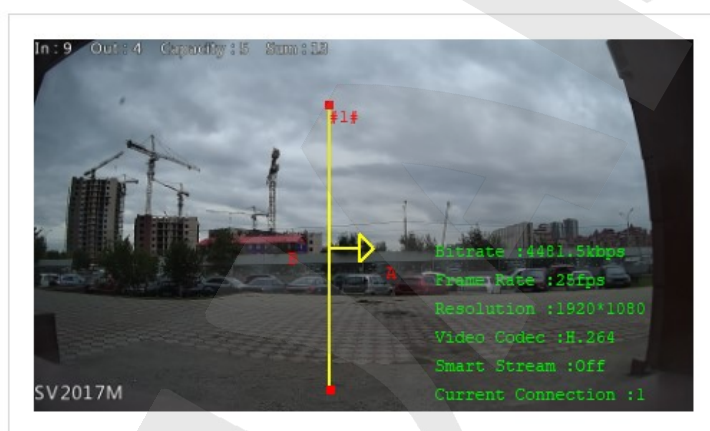 In : 9 Out : 4 Capacity : 5 Sum : 13
#1#
B
A
Bitrate :4481.5kbps
Frame Rate :25fps
Resolution :1920*1080
Video Codec :H.264
Smart Stream :Off
Current Connection :1
SV2017M